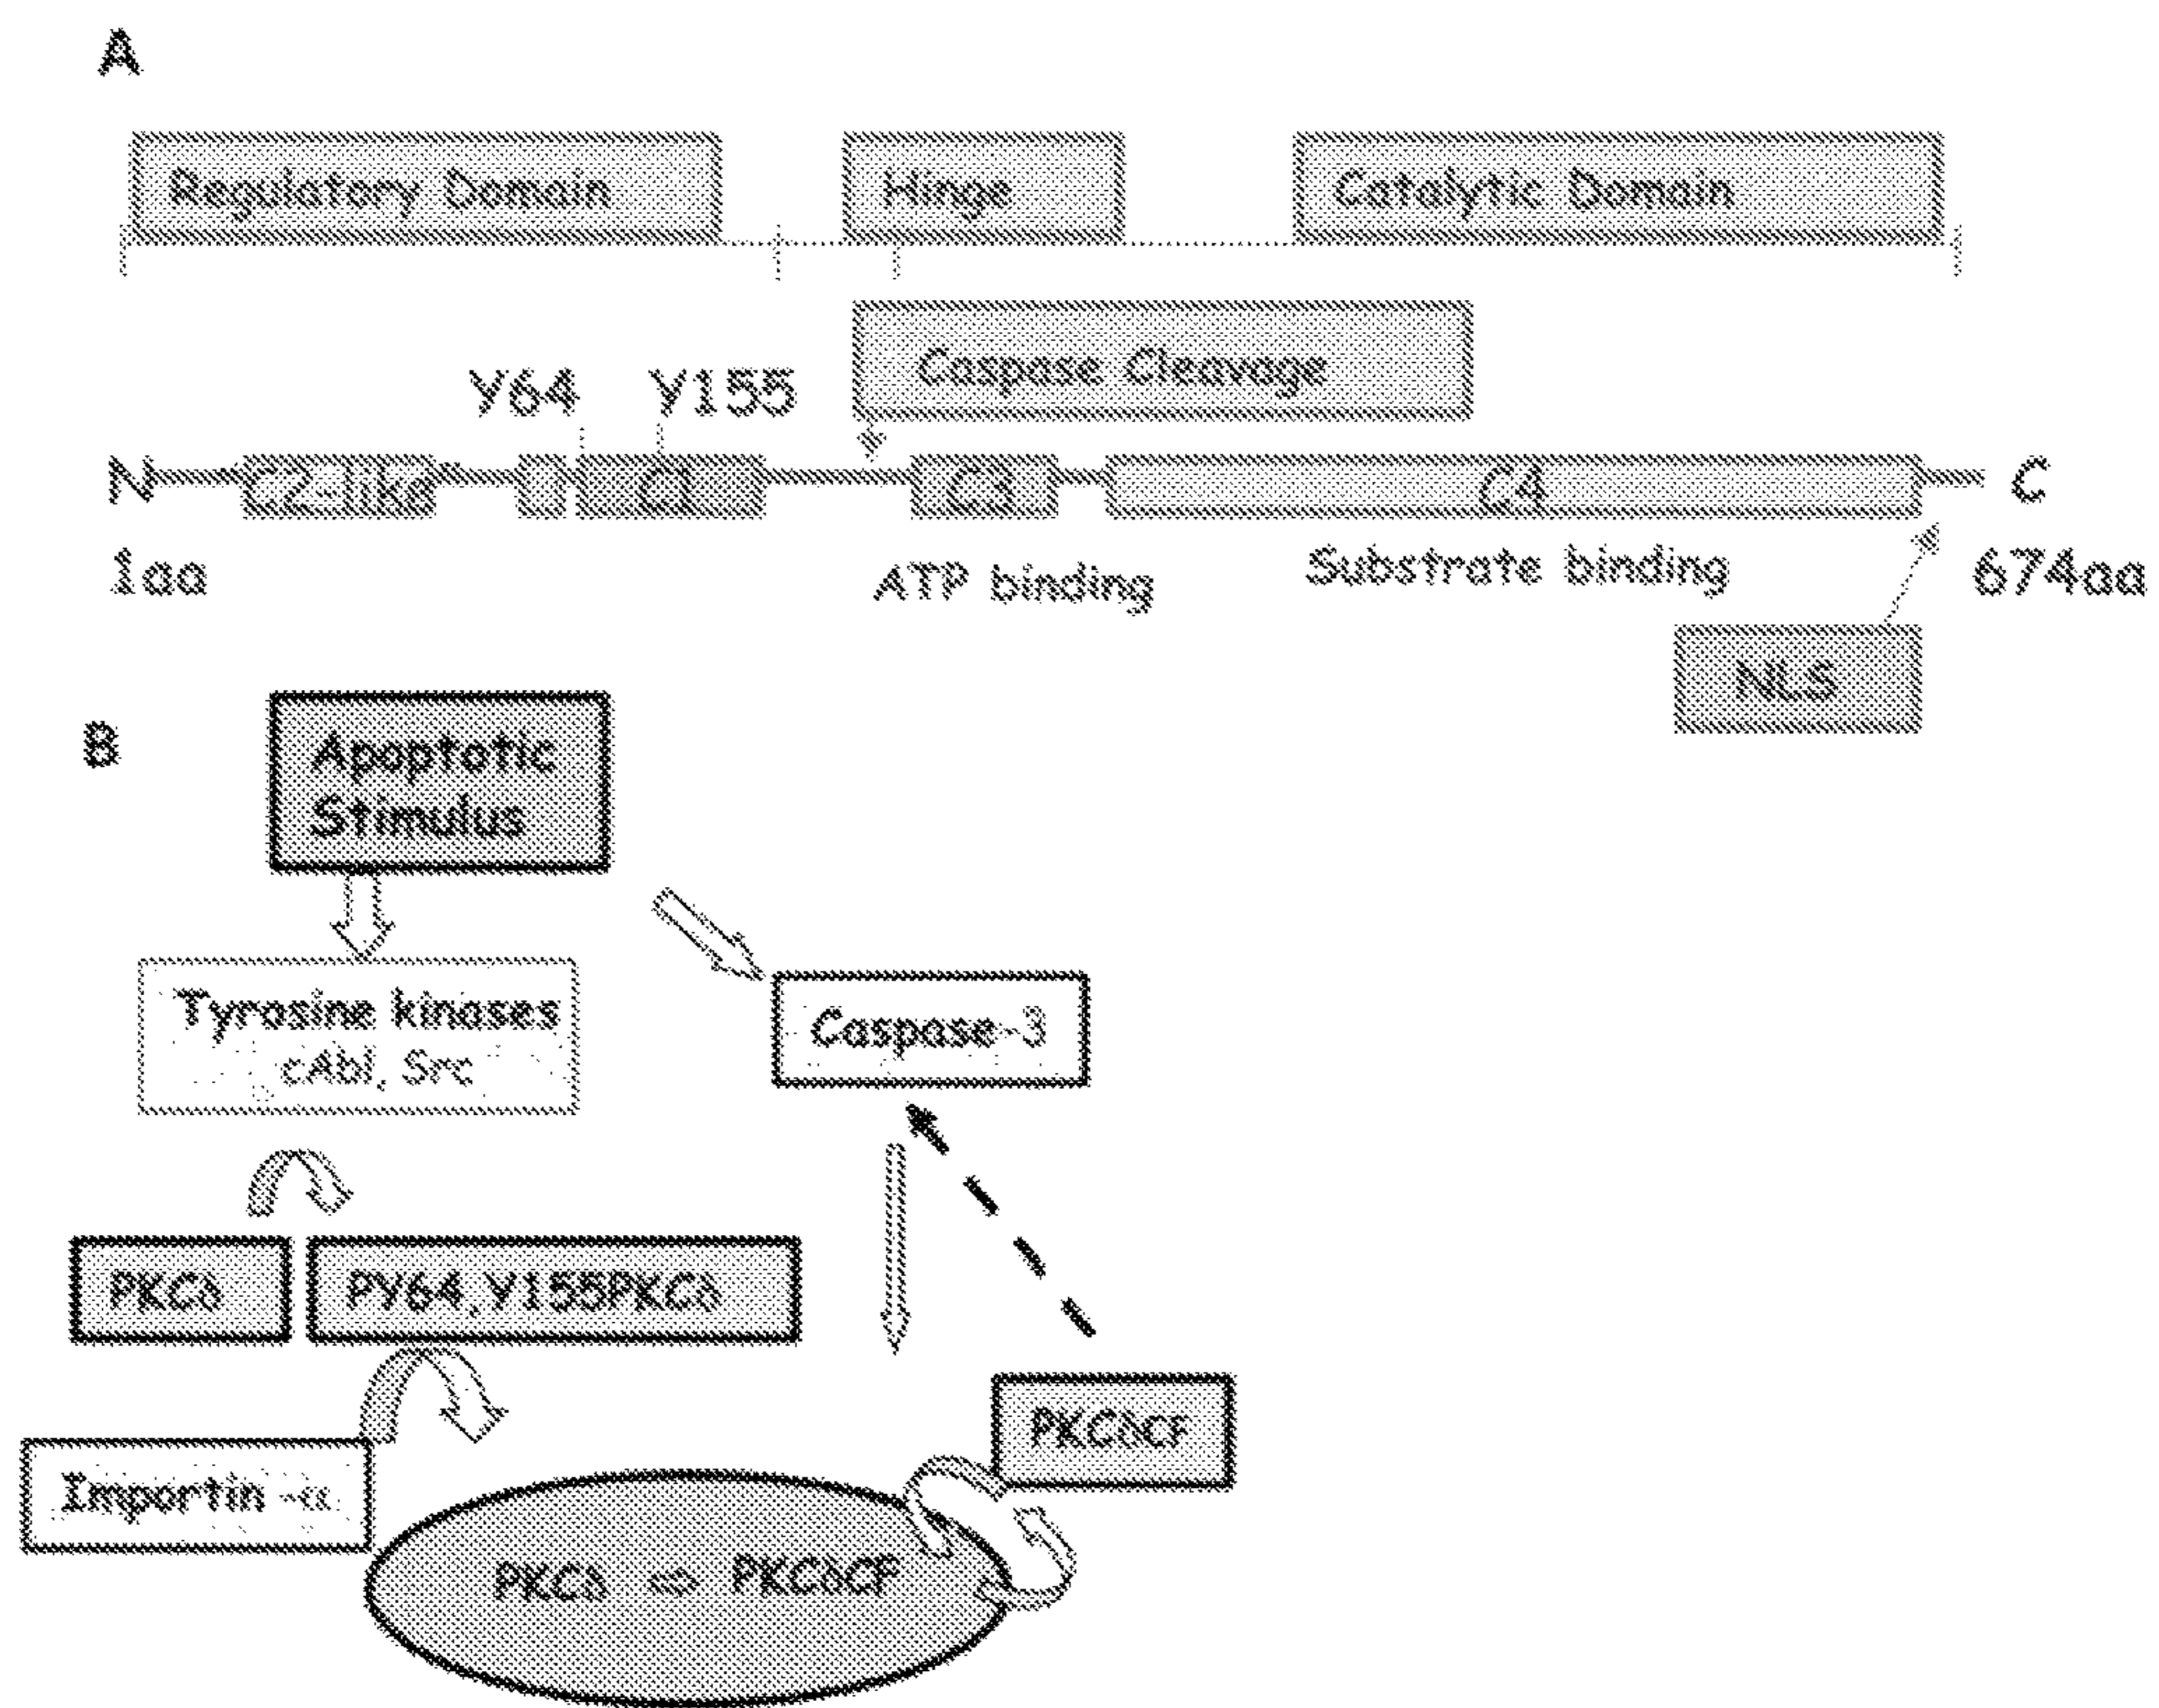 A
Regulatory Domain Hinge Catalytic Domain
Caspase Cleavage
Y64 Y155
N C2-like C1 C3 C4 C
1aa ATP binding Substrate binding 674aa
NLS
B
Apoptotic
Stimulus
Tyrosine kinases
cAbl, Src
Caspase-3
PKCδ PY64,Y155PKCδ
PKCδCF
Importin -α
PKCδ ⇨ PKCδCF